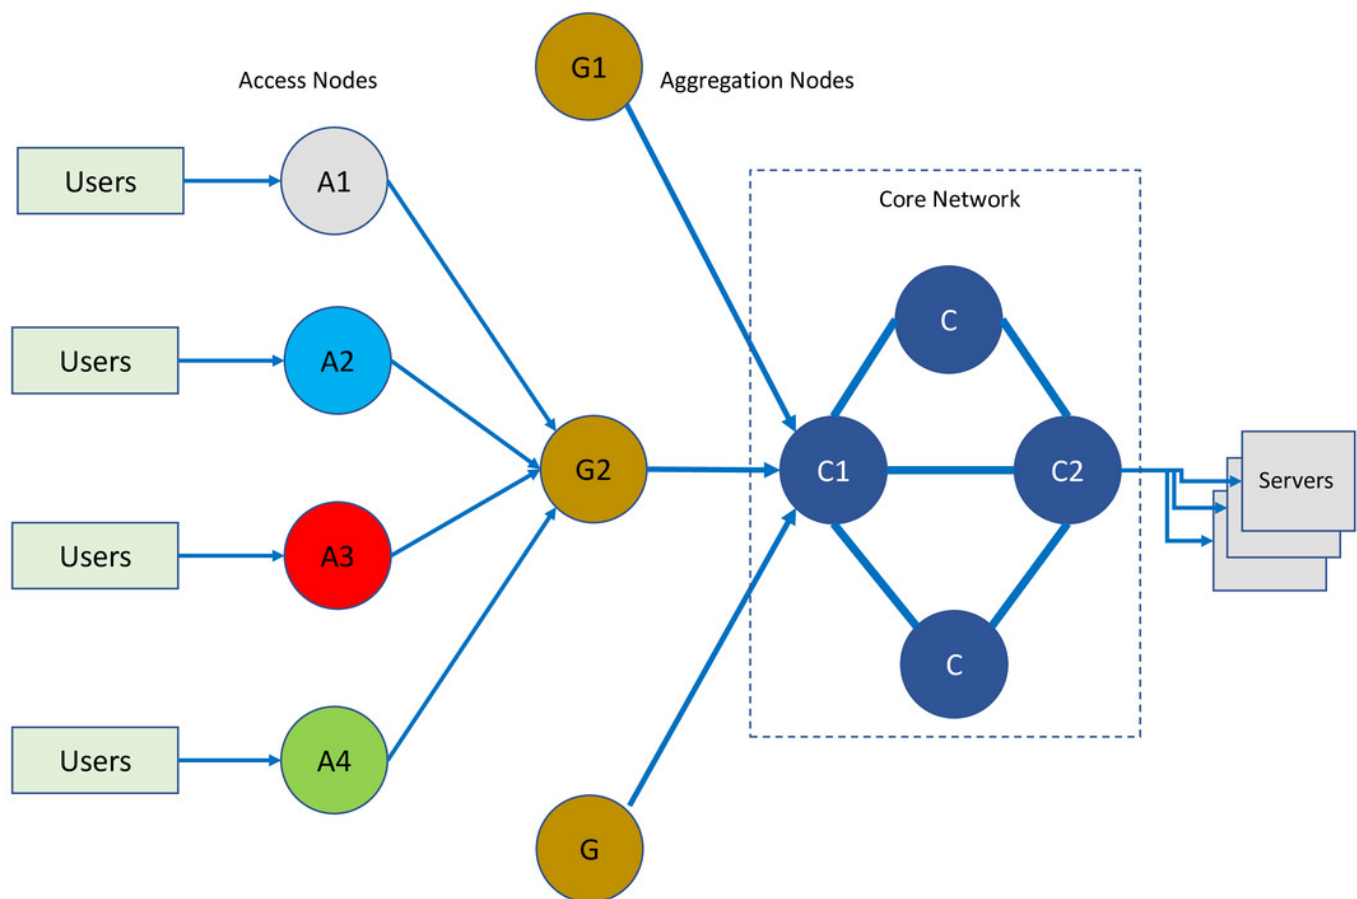 G1
Access Nodes
Aggregation Nodes
Users
A1
Core Network
C
Users
A2
G2
C1
C2
Servers
Users
A3
C
Users
A4
G